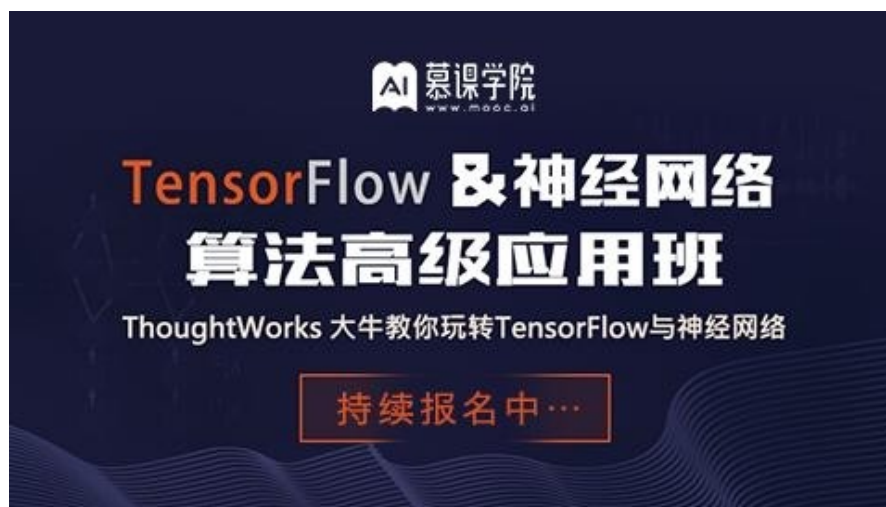 AI 慕课学院
www.mooc.ai
TensorFlow &神经网络
算法高级应用班
ThoughtWorks 大牛教你玩转TensorFlow与神经网络
持续报名中…